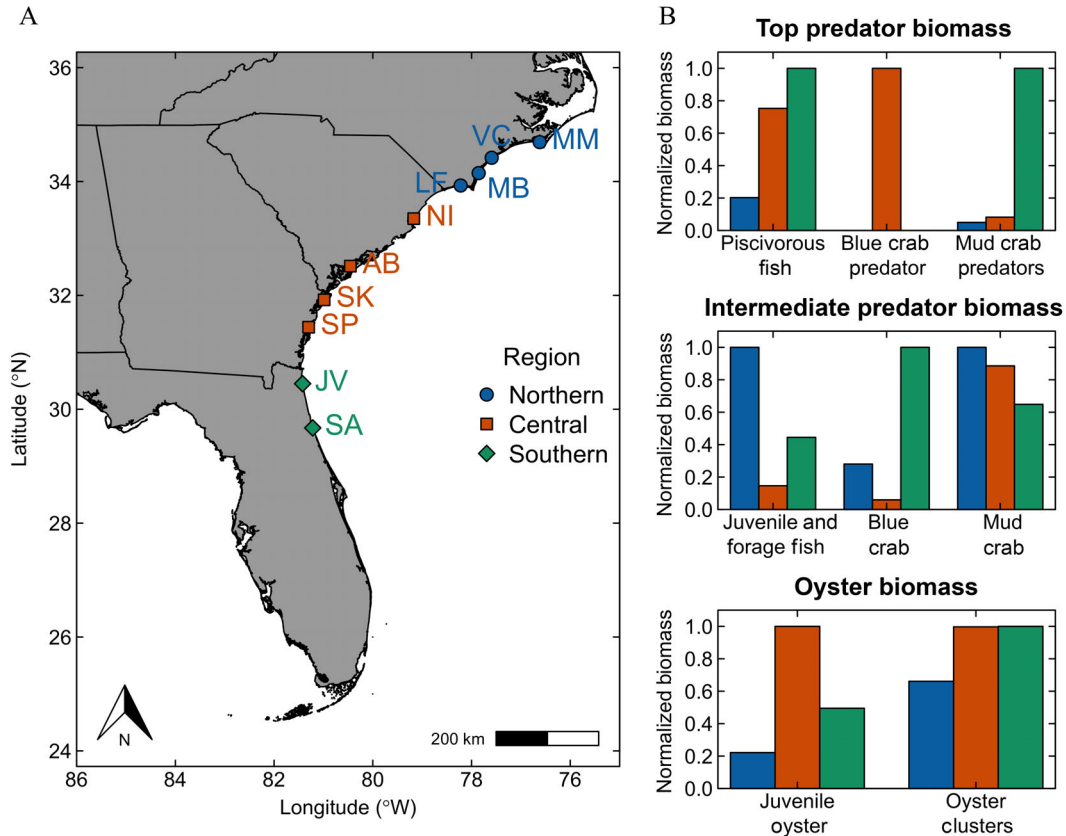 A
36
34
32
30
28
26
24
Latitude (°N)
86
84
82
80
78
76
Longitude (°W)
VC
MM
LF
MB
NI
AB
SK
SP
JV
SA
Region
Northern
Central
Southern
N
200 km
B
Top predator biomass
Normalized biomass
1.0
0.8
0.6
0.4
0.2
0.0
Piscivorous
fish
Blue crab
predator
Mud crab
predators
Intermediate predator biomass
Normalized biomass
1.0
0.8
0.6
0.4
0.2
0.0
Juvenile and
forage fish
Blue
crab
Mud
crab
Oyster biomass
Normalized biomass
1.0
0.8
0.6
0.4
0.2
0.0
Juvenile
oyster
Oyster
clusters